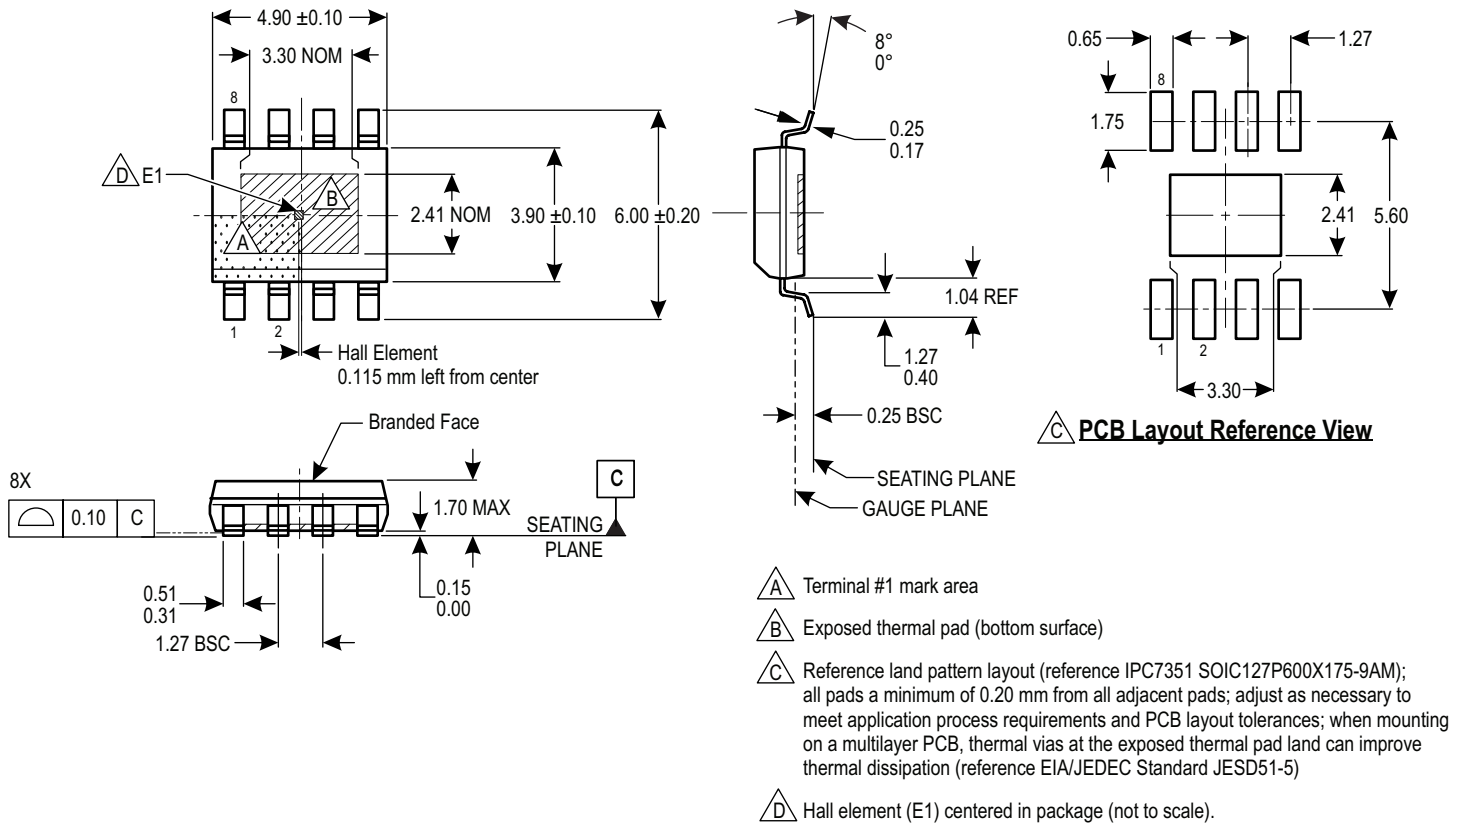 4.90 ±0.10
3.30 NOM
8
D E1
B
A
2.41 NOM
3.90 ±0.10
6.00 ±0.20
1
2
Hall Element
0.115 mm left from center
8°
0°
0.25
0.17
1.04 REF
1.27
0.40
0.25 BSC
SEATING PLANE
GAUGE PLANE
0.65
1.27
8
1.75
2.41
5.60
1
2
3.30
C PCB Layout Reference View
Branded Face
8X
0.10 C
1.70 MAX
C
SEATING
PLANE
0.15
0.00
0.51
0.31
1.27 BSC
A Terminal #1 mark area
B Exposed thermal pad (bottom surface)
C Reference land pattern layout (reference IPC7351 SOIC127P600X175-9AM);
all pads a minimum of 0.20 mm from all adjacent pads; adjust as necessary to
meet application process requirements and PCB layout tolerances; when mounting
on a multilayer PCB, thermal vias at the exposed thermal pad land can improve
thermal dissipation (reference EIA/JEDEC Standard JESD51-5)
D Hall element (E1) centered in package (not to scale).